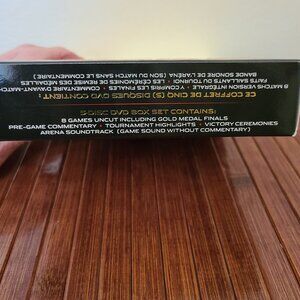 5-DISC DVD BOX SET CONTAINS:
8 GAMES UNCUT INCLUDING GOLD MEDAL FINALS
PRE-GAME COMMENTARY • TOURNAMENT HIGHLIGHTS • VICTORY CEREMONIES
ARENA SOUNDTRACK (GAME SOUND WITHOUT COMMENTARY)
CE COFFRET DE CINQ (5) DISQUES DVD CONTIENT :
8 MATCHS VERSION INTÉGRALE • Y COMPRIS LES FINALES • COMMENTAIRES D'AVANT-MATCH
FAITS SAILLANTS DU TOURNOI • LES CÉRÉMONIES DE REMISE DES MÉDAILLES
BANDE SONORE DE L'ARÉNA (SON DU MATCH SANS LE COMMENTAIRE)